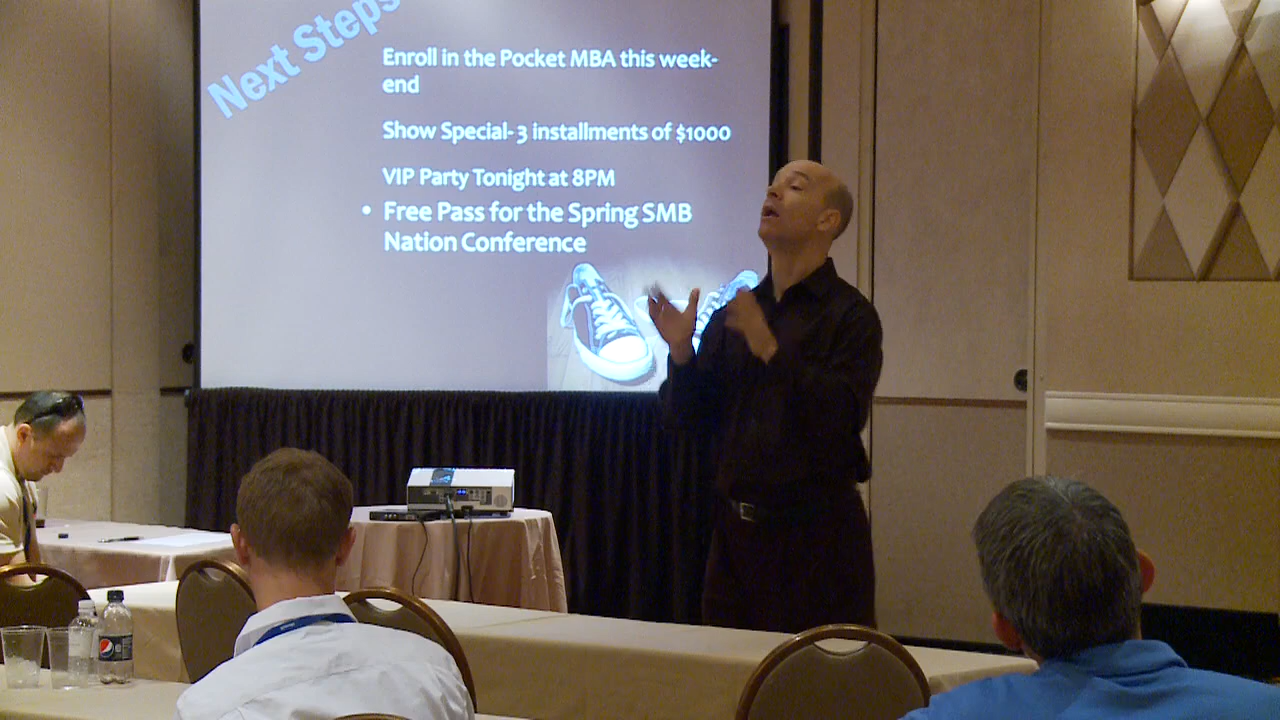 Next Steps
Enroll in the Pocket MBA this week-
end
Show Special- 3 installments of $1000
VIP Party Tonight at 8PM
• Free Pass for the Spring SMB
Nation Conference